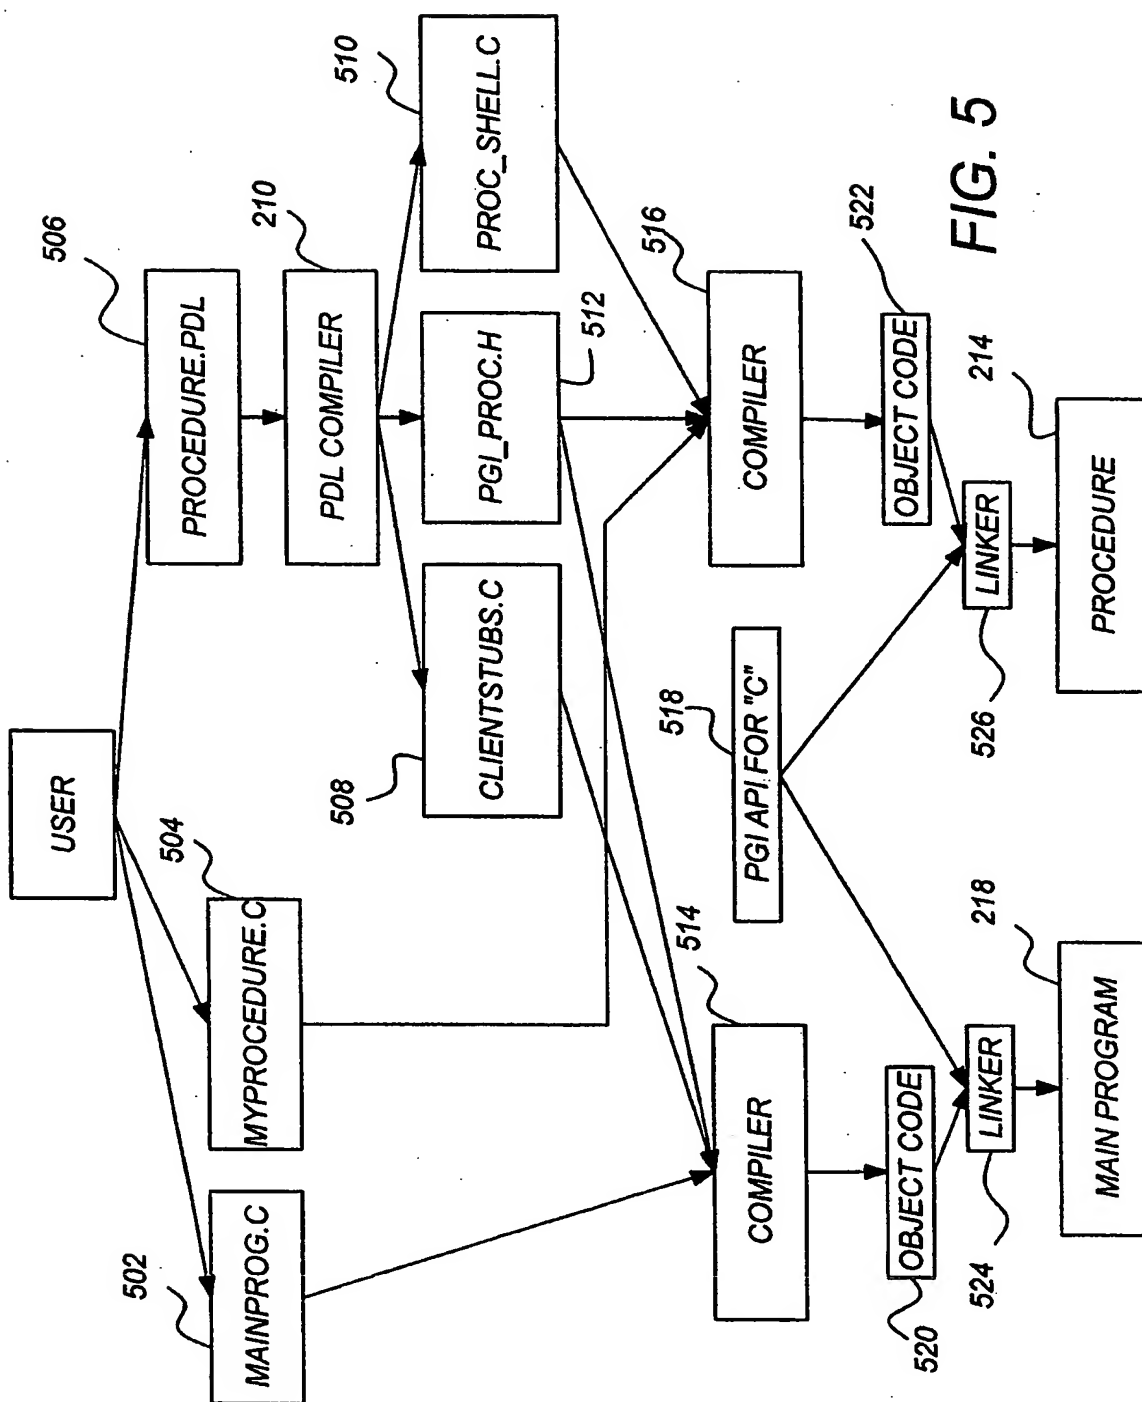 USER
502
MAINPROG.C
504
MYPROCEDURE.C
506
PROCEDURE.PDL
210
PDL COMPILER
508
CLIENTSTUBS.C
512
PGI_PROC.H
510
PROC_SHELL.C
514
COMPILER
518
PGI API FOR "C"
516
COMPILER
520
OBJECT CODE
522
OBJECT CODE
524
LINKER
526
LINKER
218
MAIN PROGRAM
214
PROCEDURE
FIG. 5